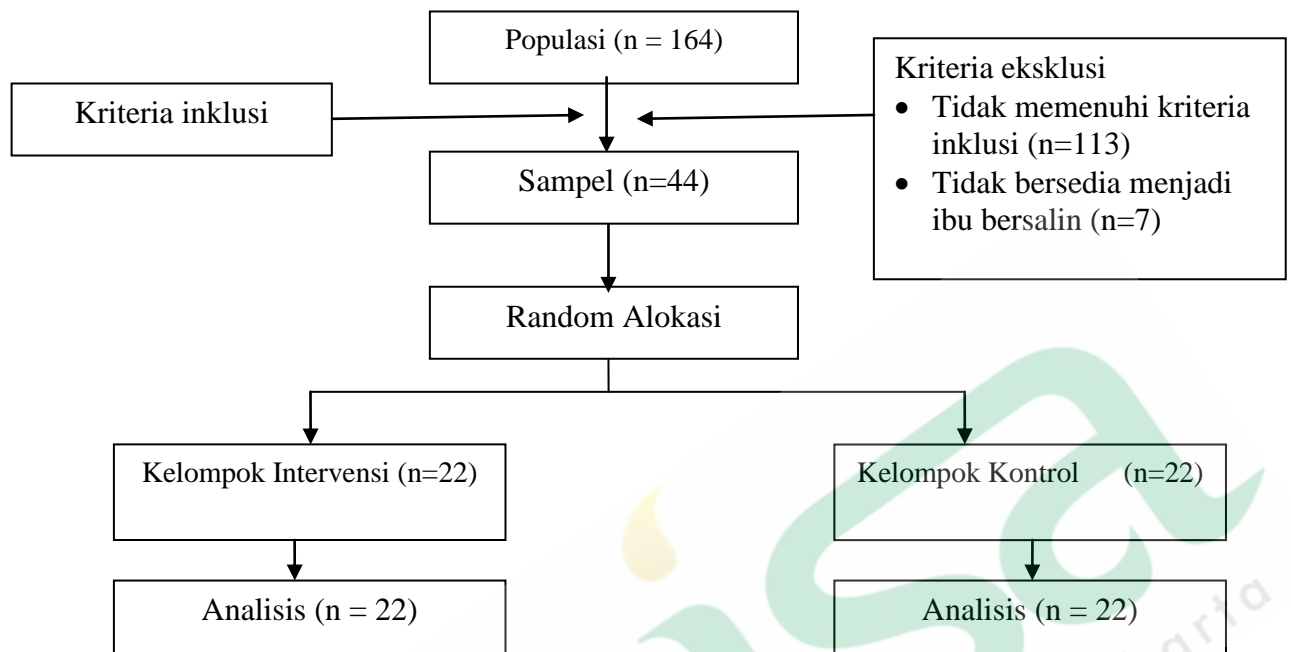 Populasi (n = 164)
Kriteria inklusi
Kriteria eksklusi
• Tidak memenuhi kriteria
inklusi (n=113)
• Tidak bersedia menjadi
ibu bersalin (n=7)
Sampel (n=44)
Random Alokasi
Kelompok Intervensi (n=22)
Kelompok Kontrol (n=22)
Analisis (n = 22)
Analisis (n = 22)